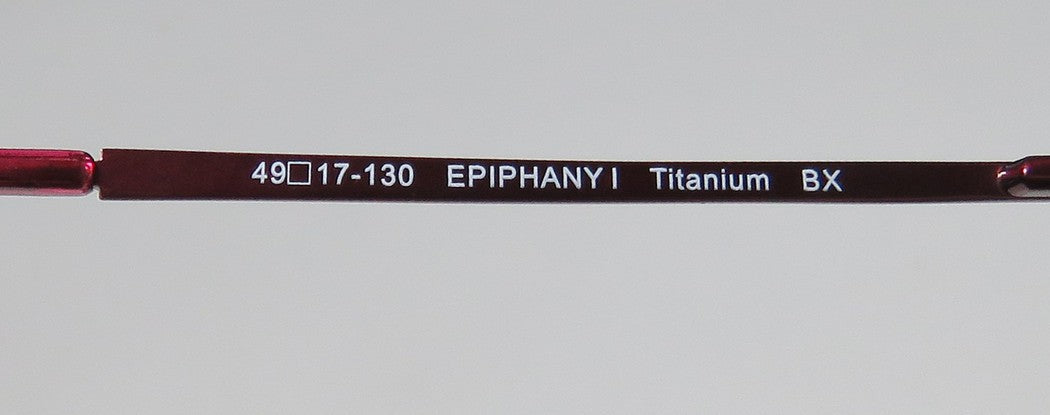 49□17-130 EPIPHANY I Titanium BX